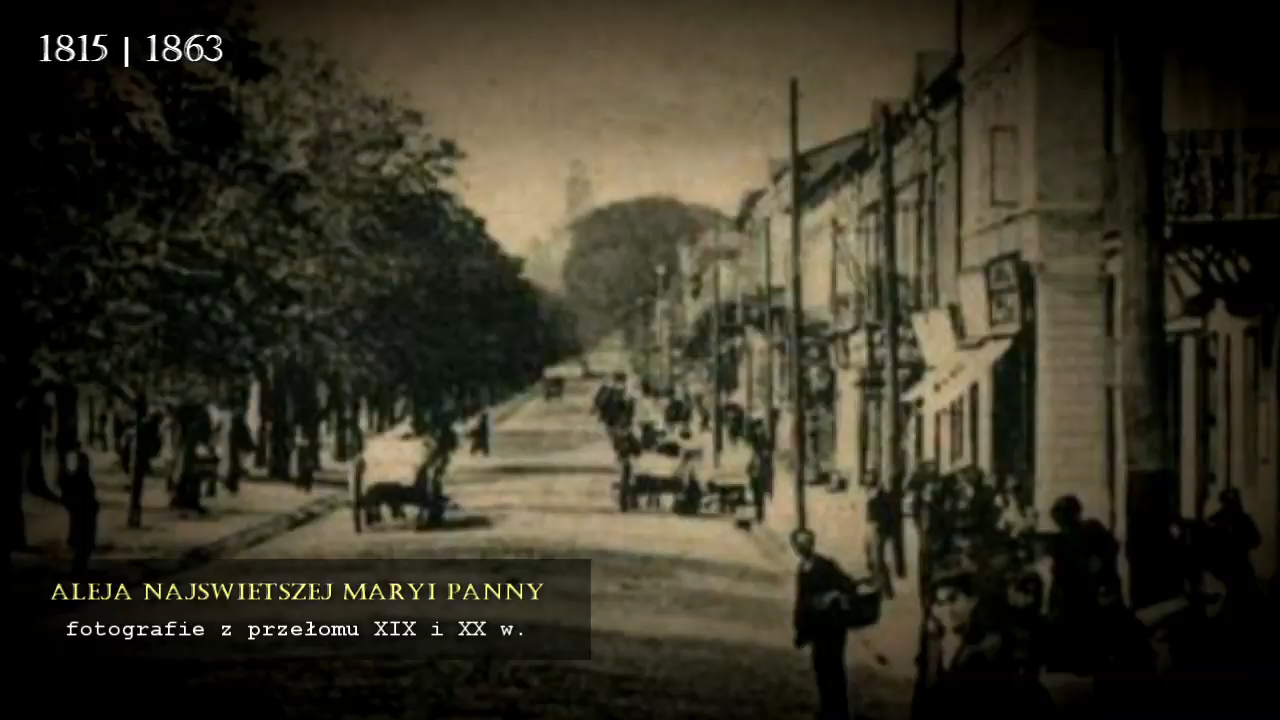 1815 | 1863
ALEJA NAJSWIETSZEJ MARYI PANNY
fotografie z przełomu XIX i XX w.